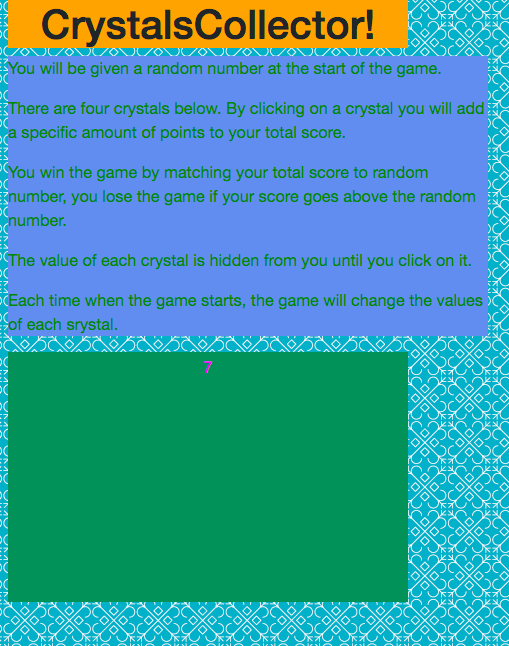 CrystalsCollector!
You will be given a random number at the start of the game.
There are four crystals below. By clicking on a crystal you will add
a specific amount of points to your total score.
You win the game by matching your total score to random
number, you lose the game if your score goes above the random
number.
The value of each crystal is hidden from you until you click on it.
Each time when the game starts, the game will change the values
of each srystal.
7